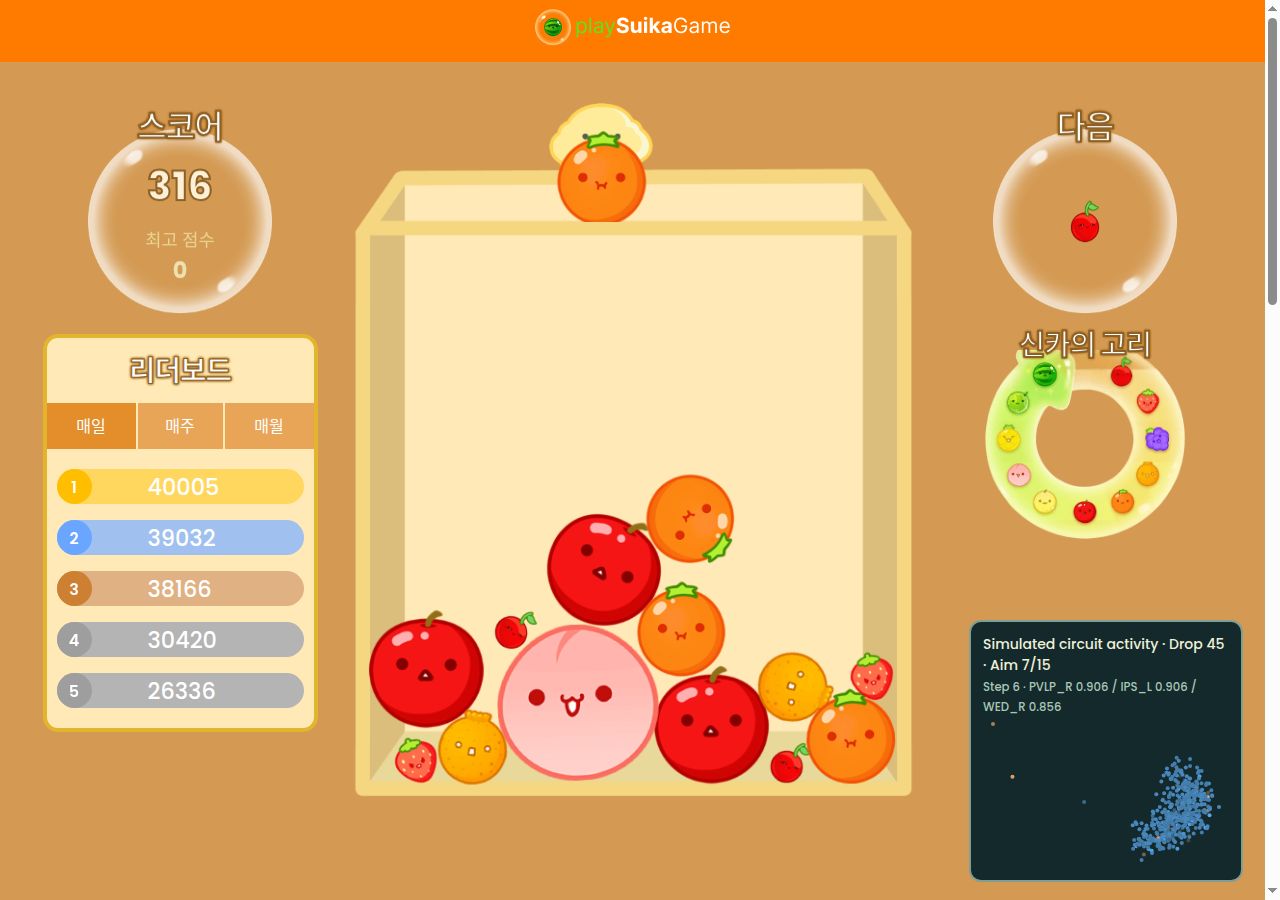 playSuikaGame
스코어
316
최고 점수
0
다음
리더보드
매일
매주
매월
1
40005
2
39032
3
38166
4
30420
5
26336
신카의 고리
Simulated circuit activity · Drop 45
· Aim 7/15
Step 6 · PVLP_R 0.906 / IPS_L 0.906 /
WED_R 0.856